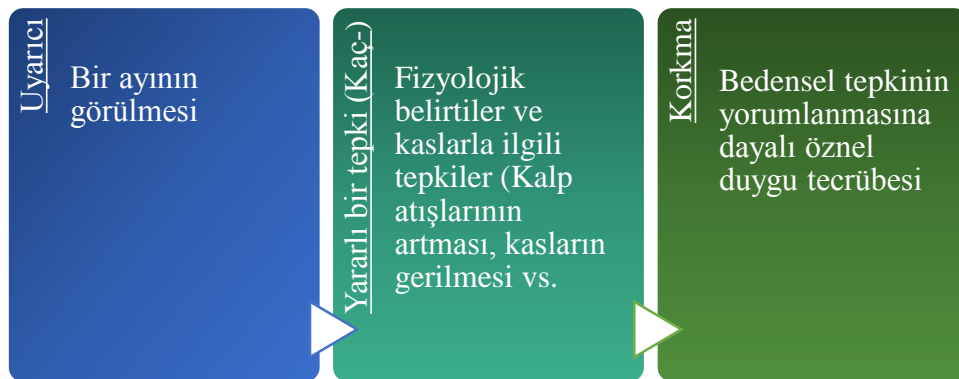 Uyarıcı
Bir ayının
görülmesi
Yararlı bir tepki (Kaç-)
Fizyolojik
belirtiler ve
kaslarla ilgili
tepkiler (Kalp
atışlarının
artması, kasların
gerilmesi vs.
Korkma
Bedensel tepkinin
yorumlanmasına
dayalı öznel
duygu tecrübesi